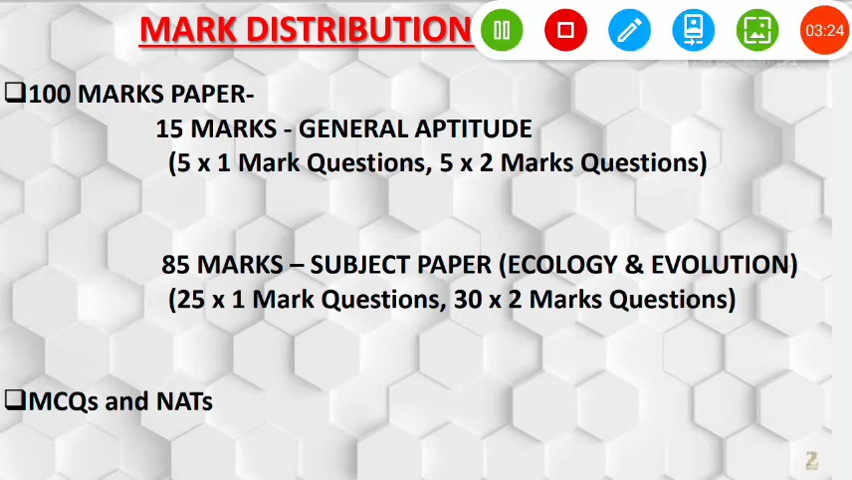 MARK DISTRIBUTION
03:24
❑100 MARKS PAPER-
15 MARKS - GENERAL APTITUDE
(5 x 1 Mark Questions, 5 x 2 Marks Questions)
85 MARKS – SUBJECT PAPER (ECOLOGY & EVOLUTION)
(25 x 1 Mark Questions, 30 x 2 Marks Questions)
❑MCQs and NATs
Z